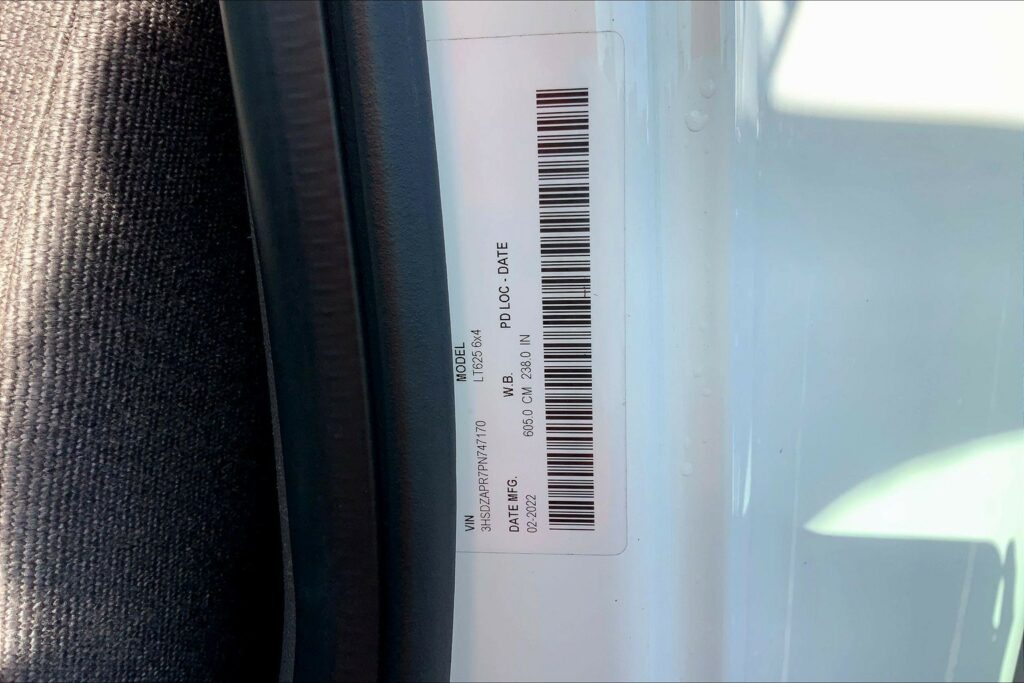 VIN MODEL
3HSDZAPR7PN747170 LT625 6x4
DATE MFG. W.B. PD LOC - DATE
02-2022 605.0 CM 238.0 IN